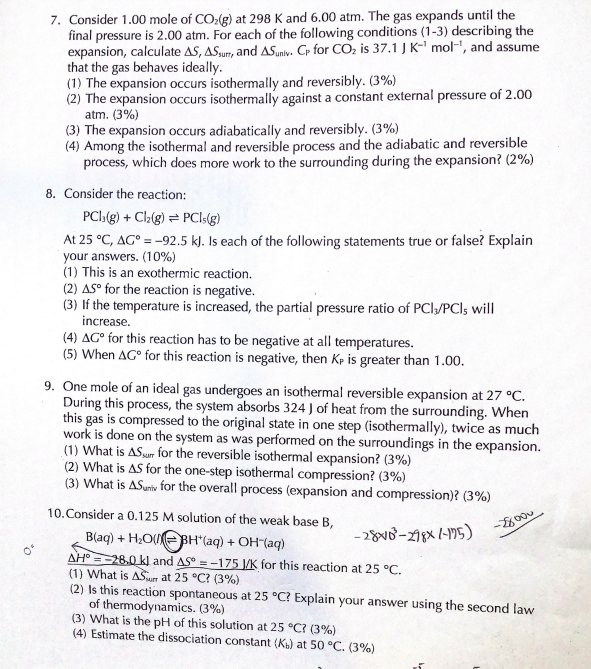 7. Consider 1.00 mole of CO₂(g) at 298 K and 6.00 atm. The gas expands until the
final pressure is 2.00 atm. For each of the following conditions (1-3) describing the
expansion, calculate ΔS, ΔSsurr, and ΔSuniv. CP for CO₂ is 37.1 J K⁻¹ mol⁻¹, and assume
that the gas behaves ideally.
(1) The expansion occurs isothermally and reversibly. (3%)
(2) The expansion occurs isothermally against a constant external pressure of 2.00
atm. (3%)
(3) The expansion occurs adiabatically and reversibly. (3%)
(4) Among the isothermal and reversible process and the adiabatic and reversible
process, which does more work to the surrounding during the expansion? (2%)
8. Consider the reaction:
PCl₃(g) + Cl₂(g) ⇌ PCl₅(g)
At 25 °C, ΔG° = −92.5 kJ. Is each of the following statements true or false? Explain
your answers. (10%)
(1) This is an exothermic reaction.
(2) ΔS° for the reaction is negative.
(3) If the temperature is increased, the partial pressure ratio of PCl₃/PCl₅ will
increase.
(4) ΔG° for this reaction has to be negative at all temperatures.
(5) When ΔG° for this reaction is negative, then KP is greater than 1.00.
9. One mole of an ideal gas undergoes an isothermal reversible expansion at 27 °C.
During this process, the system absorbs 324 J of heat from the surrounding. When
this gas is compressed to the original state in one step (isothermally), twice as much
work is done on the system as was performed on the surroundings in the expansion.
(1) What is ΔSsurr for the reversible isothermal expansion? (3%)
(2) What is ΔS for the one-step isothermal compression? (3%)
(3) What is ΔSuniv for the overall process (expansion and compression)? (3%)
10. Consider a 0.125 M solution of the weak base B,
-28000
B(aq) + H₂O(l) ⇌ BH⁺(aq) + OH⁻(aq) -28×10³-298×(-175)
ΔH° = −28.0 kJ and ΔS° = −175 J/K for this reaction at 25 °C.
(1) What is ΔSsurr at 25 °C? (3%)
(2) Is this reaction spontaneous at 25 °C? Explain your answer using the second law
of thermodynamics. (3%)
(3) What is the pH of this solution at 25 °C? (3%)
(4) Estimate the dissociation constant (Kb) at 50 °C. (3%)